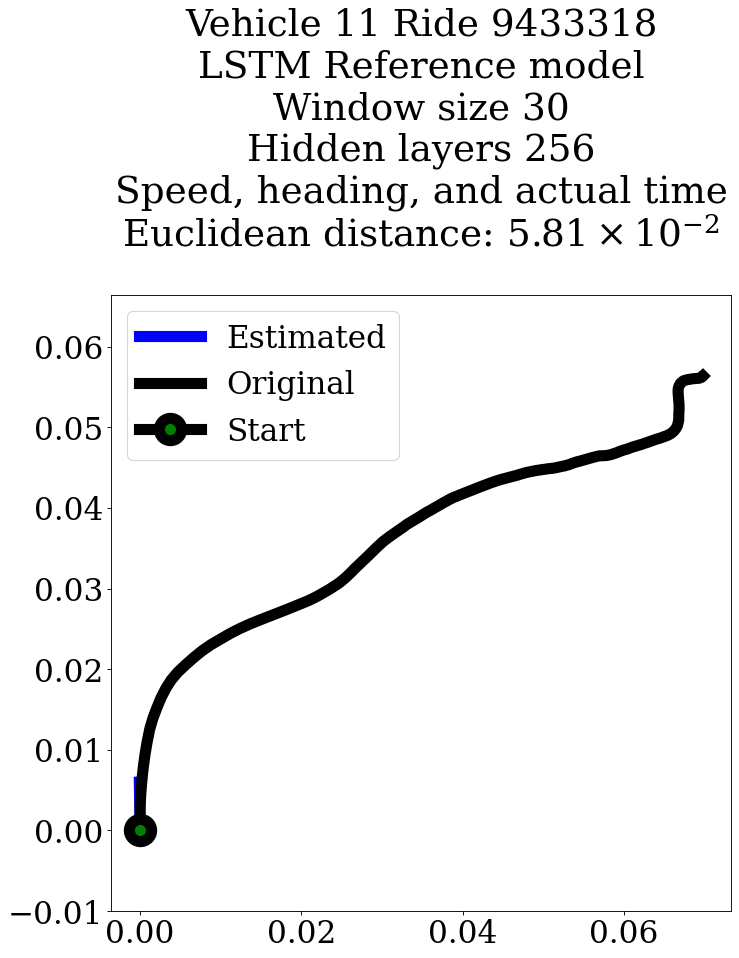 Vehicle 11 Ride 9433318
LSTM Reference model
Window size 30
Hidden layers 256
Speed, heading, and actual time
Euclidean distance: 5.81 × 10⁻²
Estimated
Original
Start
0.06
0.05
0.04
0.03
0.02
0.01
0.00
−0.01
0.00 0.02 0.04 0.06